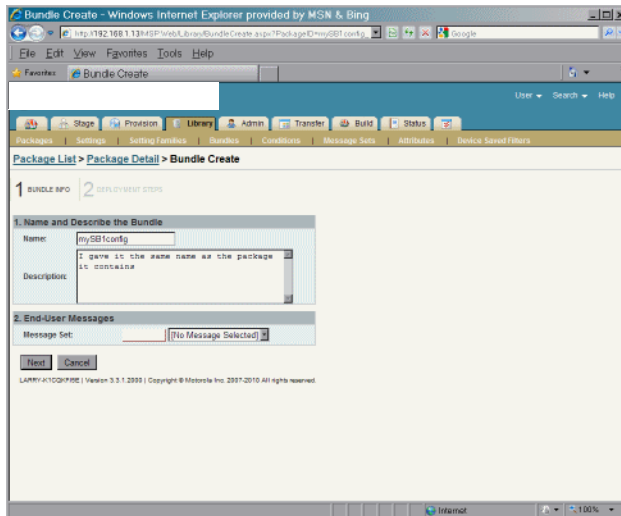 Bundle Create - Windows Internet Explorer provided by MSN & Bing
http://192.168.1.13/MSP.Web/Library/BundleCreate.aspx?PackageID=mySB1config, Google
File Edit View Favorites Tools Help
Favorites Bundle Create
User Search Help
Stage Provision Library Admin Transfer Build Status
Packages | Settings | Setting Families | Bundles | Conditions | Message Sets | Attributes | Device Saved Filters
Package List > Package Detail > Bundle Create
1 BUNDLE INFO 2 DEPLOYMENT STEPS
1. Name and Describe the Bundle
Name: mySB1config
I gave it the same name as the package
it contains
Description:
2. End-User Messages
Message Set: [No Message Selected]
Next Cancel
Version 3.3.1.2000 | Copyright © Motorola Inc. 2007-2010 All rights reserved.
Internet 100%